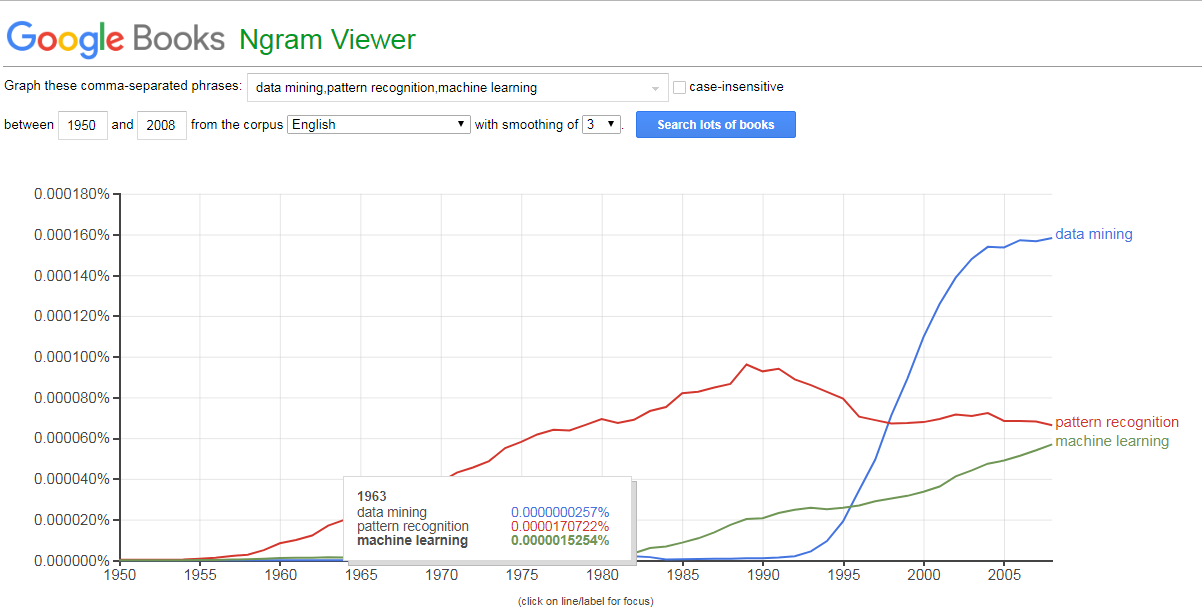 Google Books Ngram Viewer
Graph these comma-separated phrases: data mining,pattern recognition,machine learning case-insensitive
between 1950 and 2008 from the corpus English with smoothing of 3 . Search lots of books
0.000180%
0.000160%
data mining
0.000140%
0.000120%
0.000100%
0.000080%
pattern recognition
0.000060%
machine learning
0.000040%
1963
data mining 0.0000000257%
0.000020%
pattern recognition 0.0000170722%
machine learning 0.0000015254%
0.000000%
1950 1955 1960 1965 1970 1975 1980 1985 1990 1995 2000 2005
(click on line/label for focus)